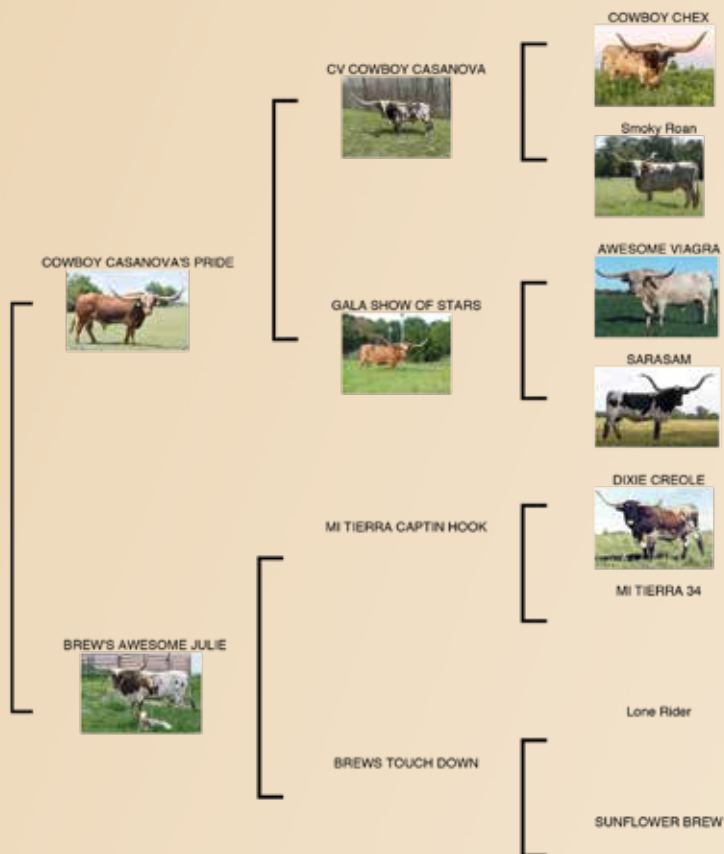 COWBOY CHEX
CV COWBOY CASANOVA
Smoky Roan
AWESOME VIAGRA
COWBOY CASANOVA'S PRIDE
GALA SHOW OF STARS
SARASAM
DIXIE CREOLE
MI TIERRA CAPTIN HOOK
MI TIERRA 34
BREW'S AWESOME JULIE
Lone Rider
BREWS TOUCH DOWN
SUNFLOWER BREW